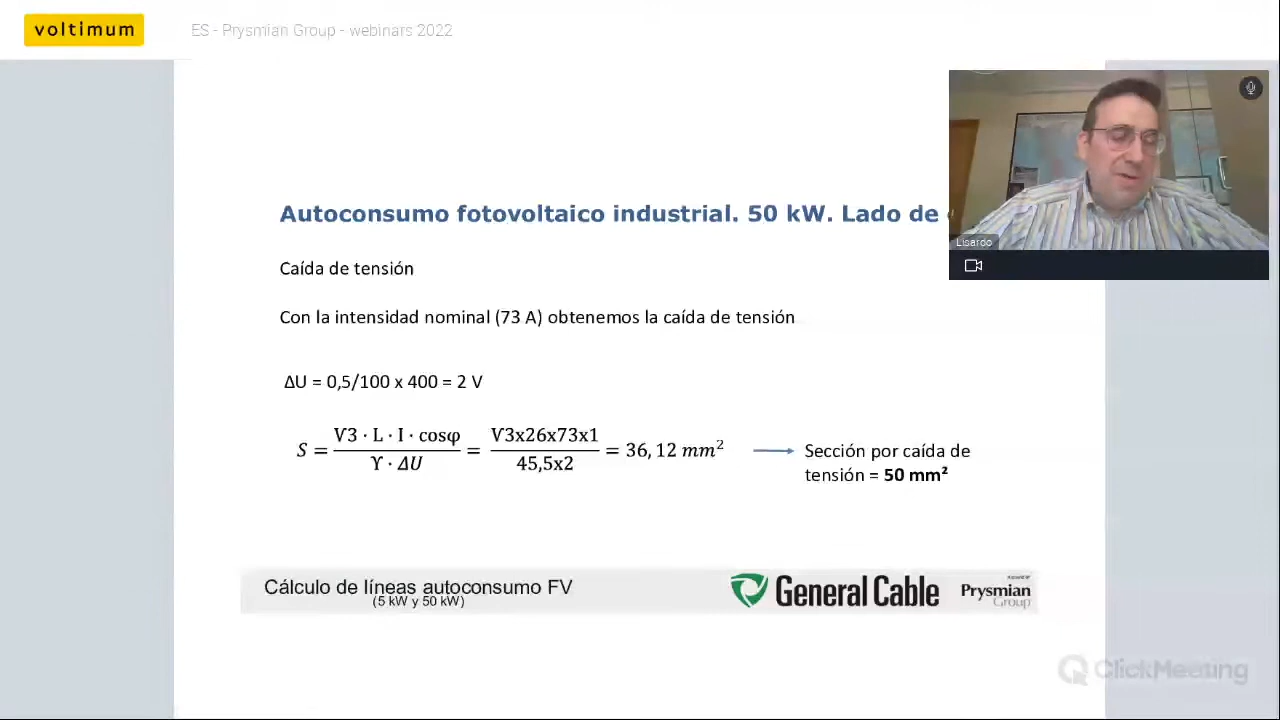 voltimum
ES - Prysmian Group - webinars 2022
Lisardo
Autoconsumo fotovoltaico industrial. 50 kW. Lado de
Caída de tensión
Con la intensidad nominal (73 A) obtenemos la caída de tensión
ΔU = 0,5/100 x 400 = 2 V
S = V3 · L · I · cosφ / ϒ · ΔU = V3x26x73x1 / 45,5x2 = 36,12 mm²
Sección por caída de
tensión = 50 mm²
Cálculo de líneas autoconsumo FV
(5 kW y 50 kW)
General Cable
Prysmian
Group
ClickMeeting